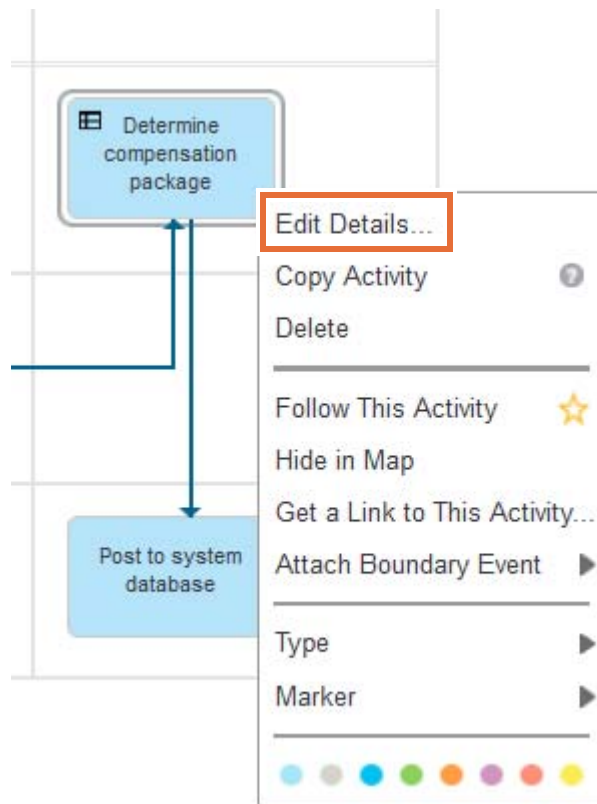 Determine
compensation
package
Edit Details...
Copy Activity
Delete
Follow This Activity
Hide in Map
Get a Link to This Activity...
Post to system
database
Attach Boundary Event
Type
Marker